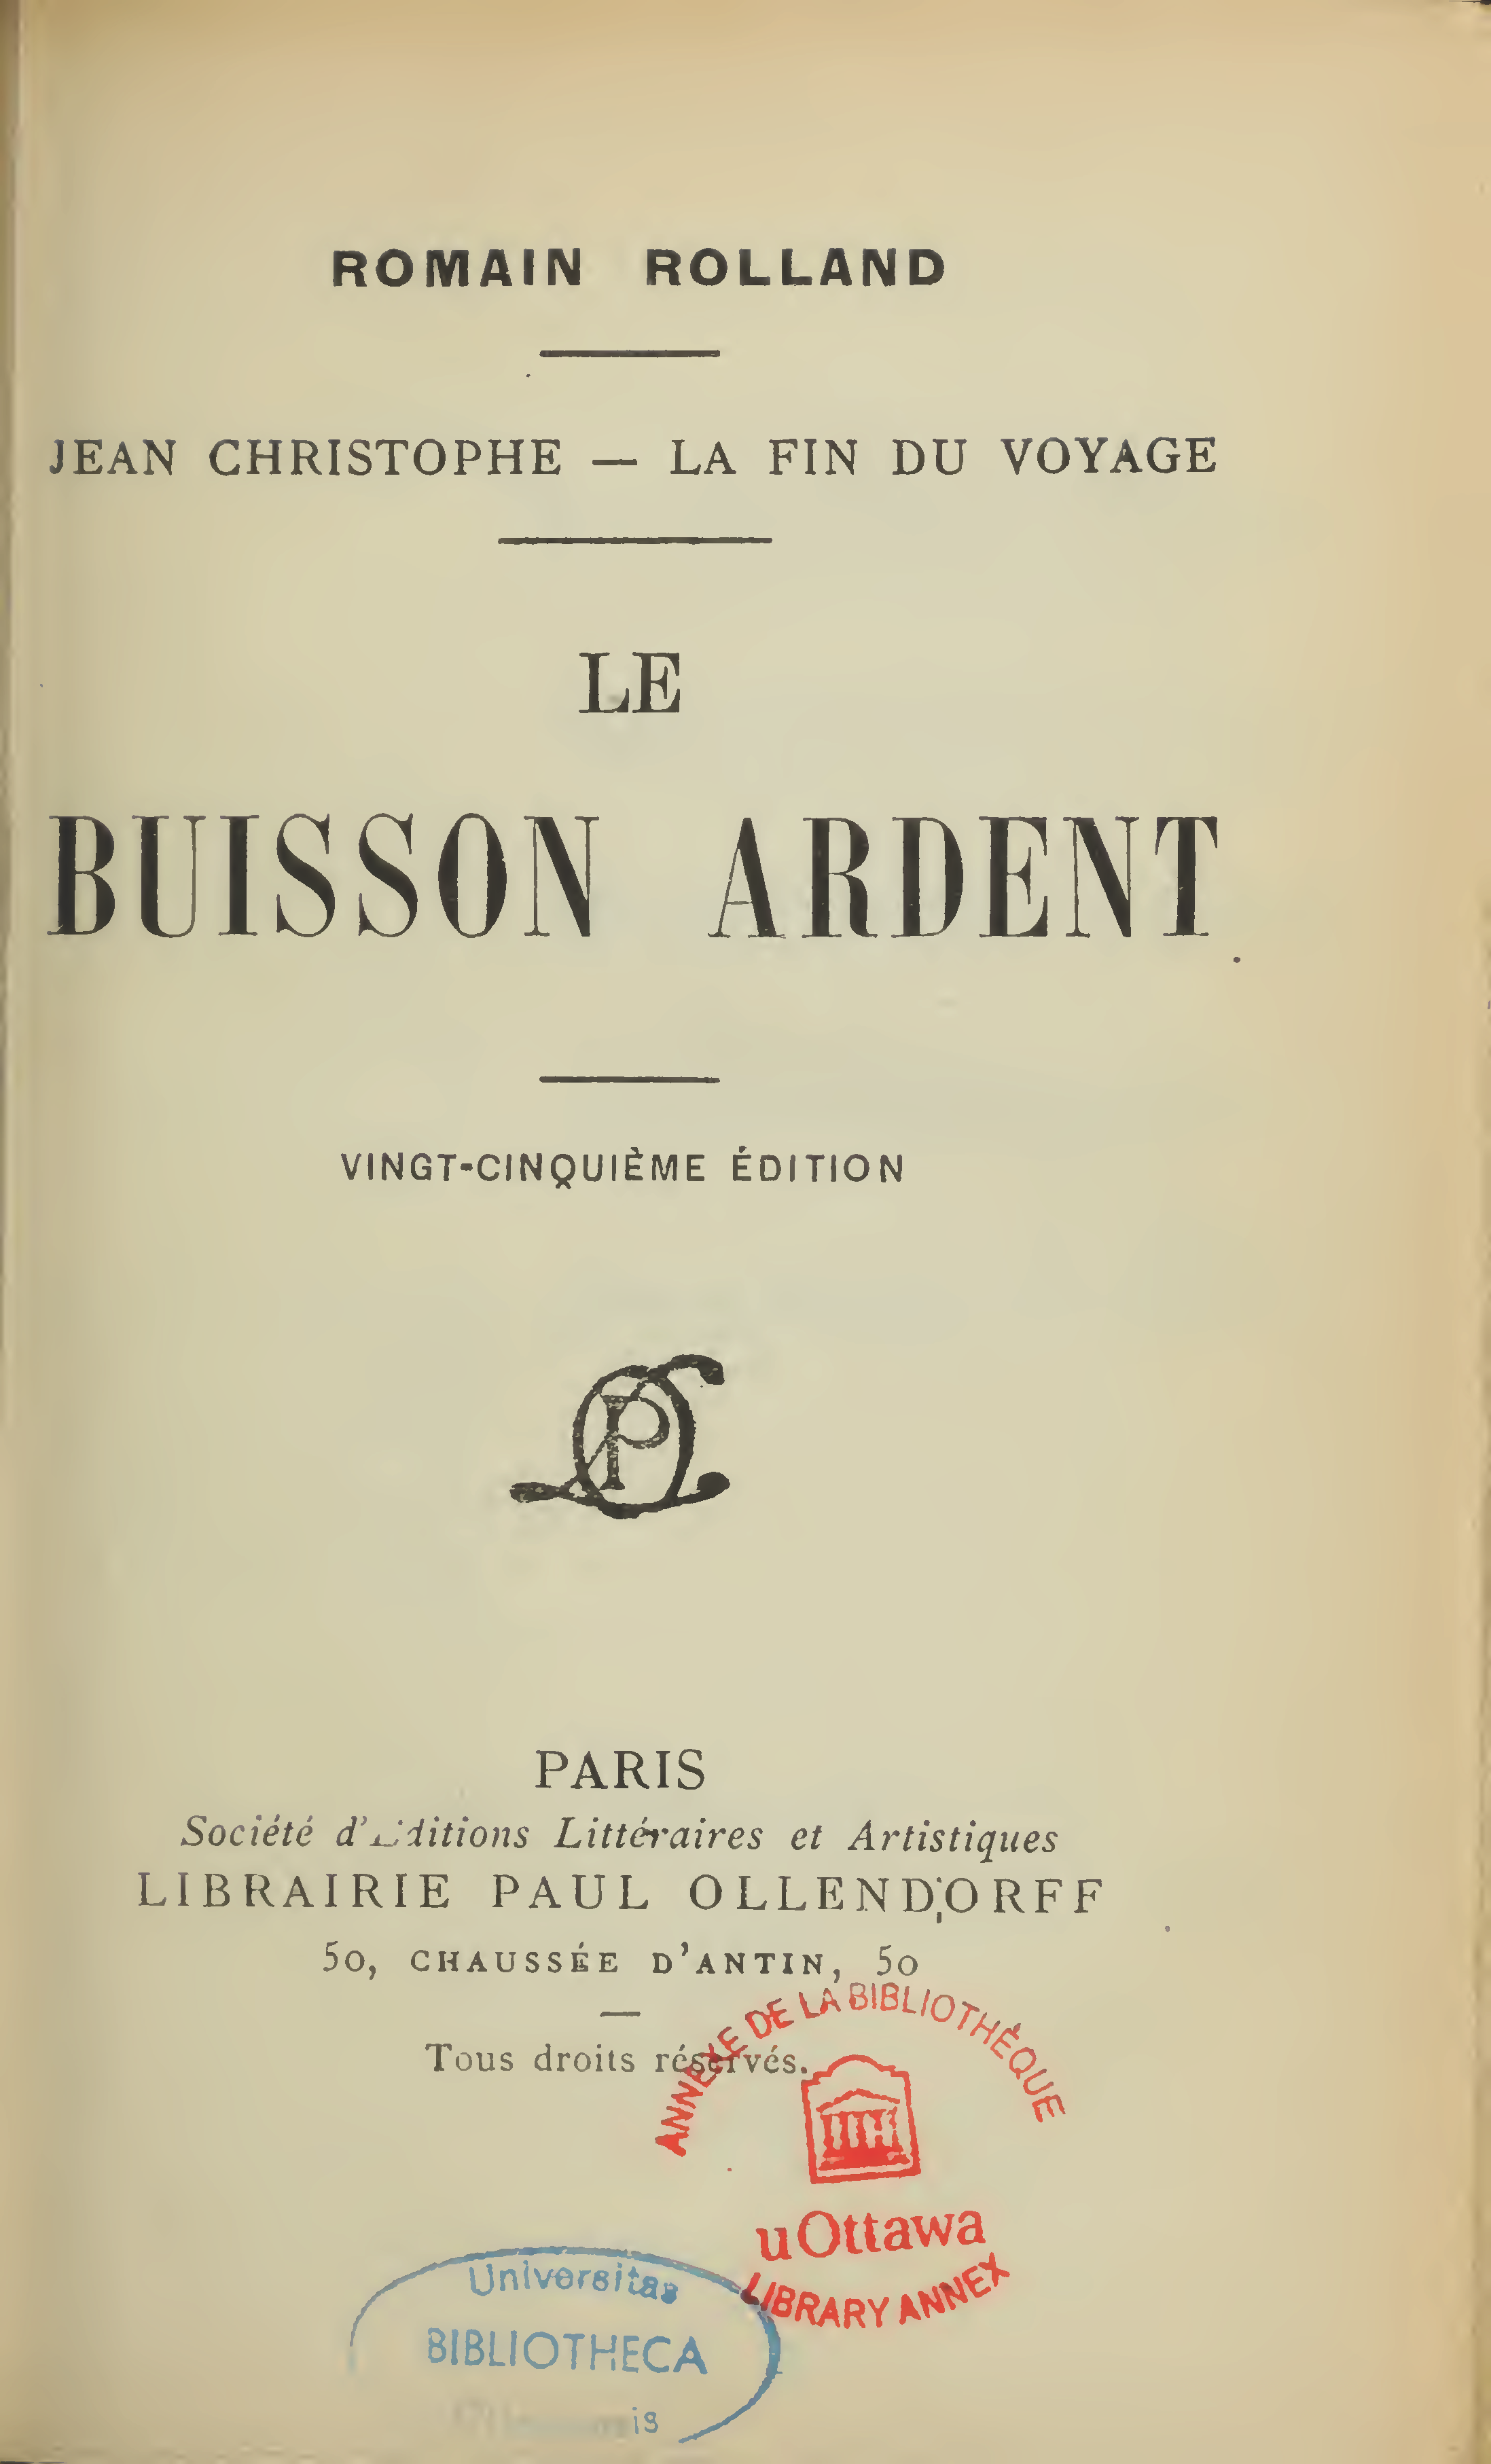 ROMAIN ROLLAND
JEAN CHRISTOPHE — LA FIN DU VOYAGE
LE
BUISSON ARDENT
VINGT-CINQUIÈME ÉDITION
PARIS
Société d'Éditions Littéraires et Artistiques
LIBRAIRIE PAUL OLLENDORFF
50, CHAUSSÉE D'ANTIN, 50
Tous droits réservés.
ANNEXE DE LA BIBLIOTHÈQUE
uOttawa
LIBRARY ANNEX
Universitas
BIBLIOTHECA